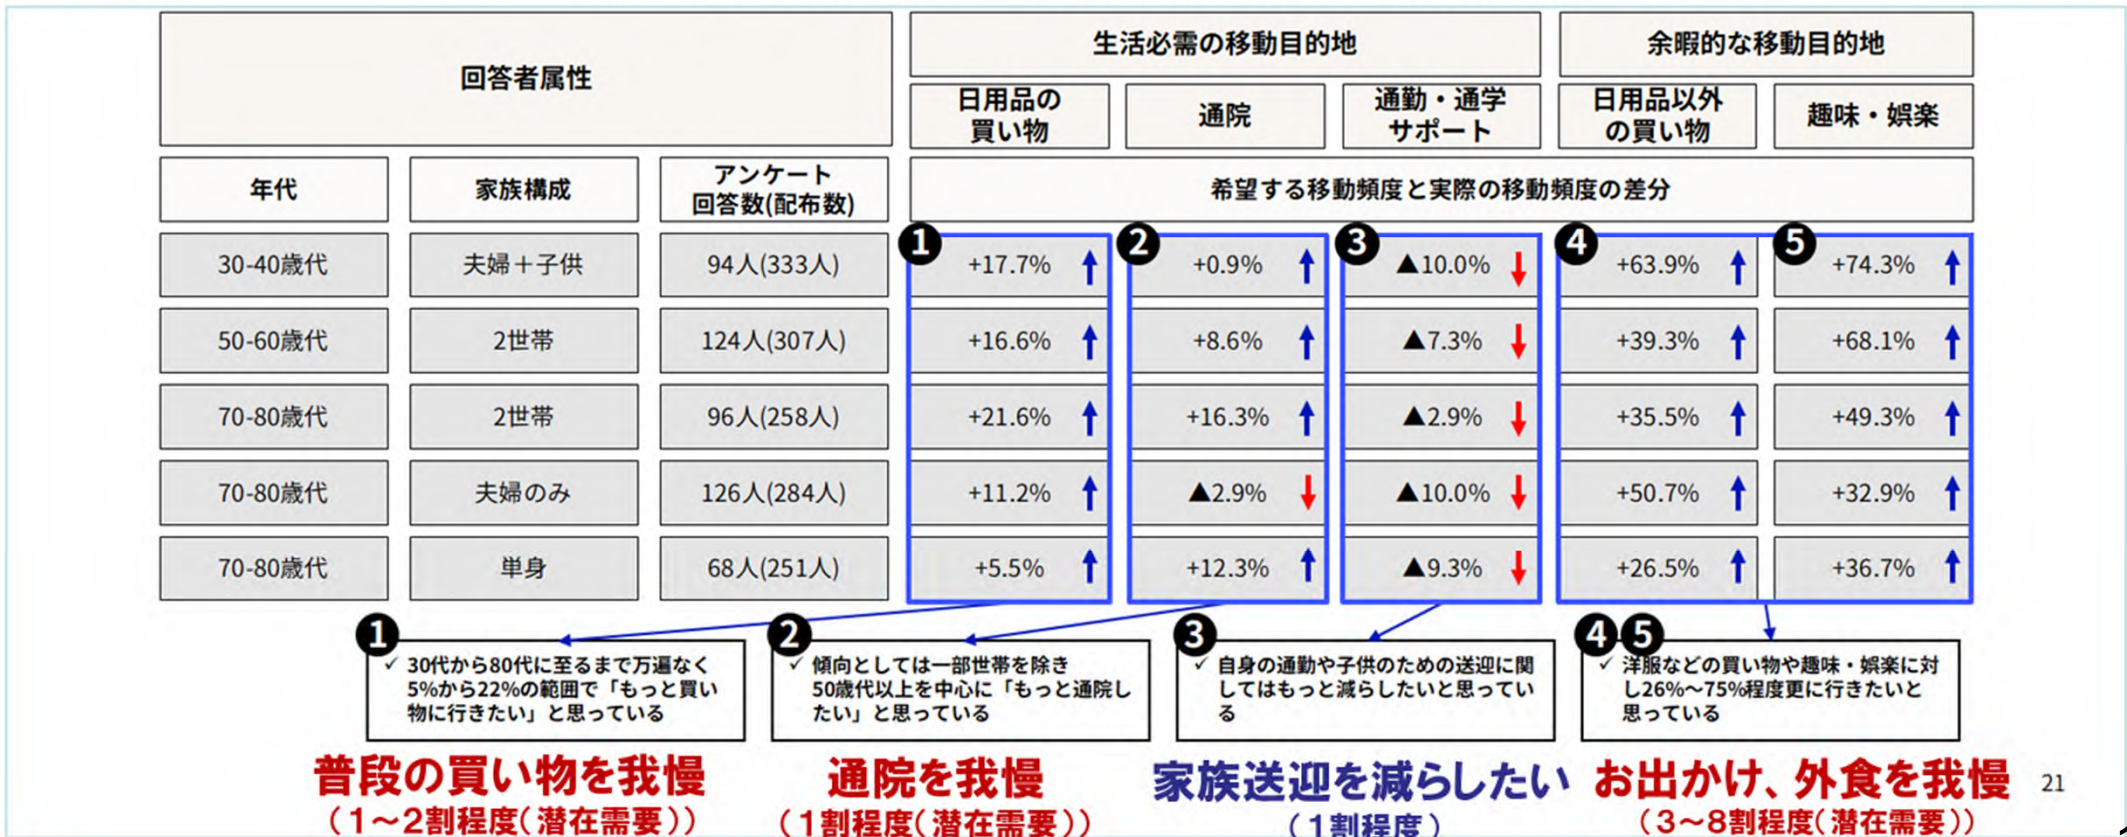 回答者属性
生活必需の移動目的地
余暇的な移動目的地
日用品の
買い物
通院
通勤・通学
サポート
日用品以外
の買い物
趣味・娯楽
年代
家族構成
アンケート
回答数(配布数)
希望する移動頻度と実際の移動頻度の差分
❶ ❷ ❸ ❹ ❺
30-40歳代 夫婦＋子供 94人(333人) +17.7% ↑ +0.9% ↑ ▲10.0% ↓ +63.9% ↑ +74.3% ↑
50-60歳代 2世帯 124人(307人) +16.6% ↑ +8.6% ↑ ▲7.3% ↓ +39.3% ↑ +68.1% ↑
70-80歳代 2世帯 96人(258人) +21.6% ↑ +16.3% ↑ ▲2.9% ↓ +35.5% ↑ +49.3% ↑
70-80歳代 夫婦のみ 126人(284人) +11.2% ↑ ▲2.9% ↓ ▲10.0% ↓ +50.7% ↑ +32.9% ↑
70-80歳代 単身 68人(251人) +5.5% ↑ +12.3% ↑ ▲9.3% ↓ +26.5% ↑ +36.7% ↑
❶
✓ 30代から80代に至るまで万遍なく
5%から22%の範囲で「もっと買い
物に行きたい」と思っている
❷
✓ 傾向としては一部世帯を除き
50歳代以上を中心に「もっと通院し
たい」と思っている
❸
✓ 自身の通勤や子供のための送迎に関
してはもっと減らしたいと思ってい
る
❹ ❺
✓ 洋服などの買い物や趣味・娯楽に対
し26%～75%程度更に行きたいと
思っている
普段の買い物を我慢
（１～２割程度（潜在需要））
通院を我慢
（１割程度（潜在需要））
家族送迎を減らしたい
（１割程度）
お出かけ、外食を我慢
（３～８割程度（潜在需要））
21